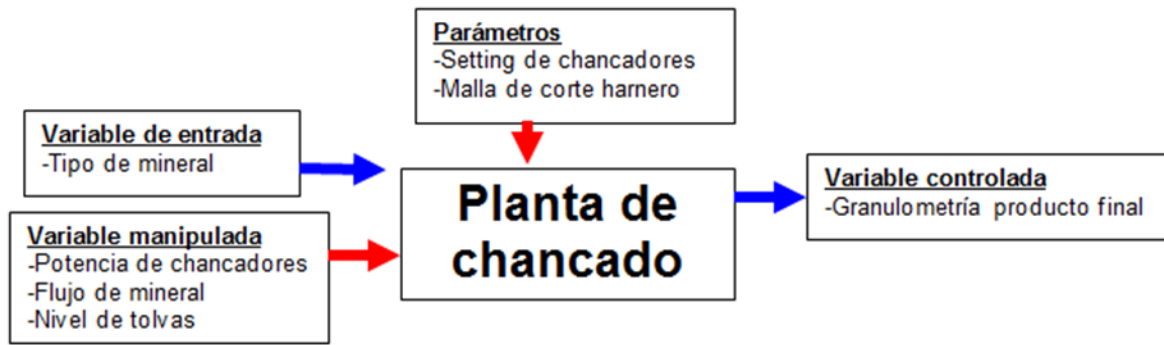 Parámetros
-Setting de chancadores
-Malla de corte harnero
Variable de entrada
-Tipo de mineral
Variable manipulada
-Potencia de chancadores
-Flujo de mineral
-Nivel de tolvas
Planta de
chancado
Variable controlada
-Granulometría producto final